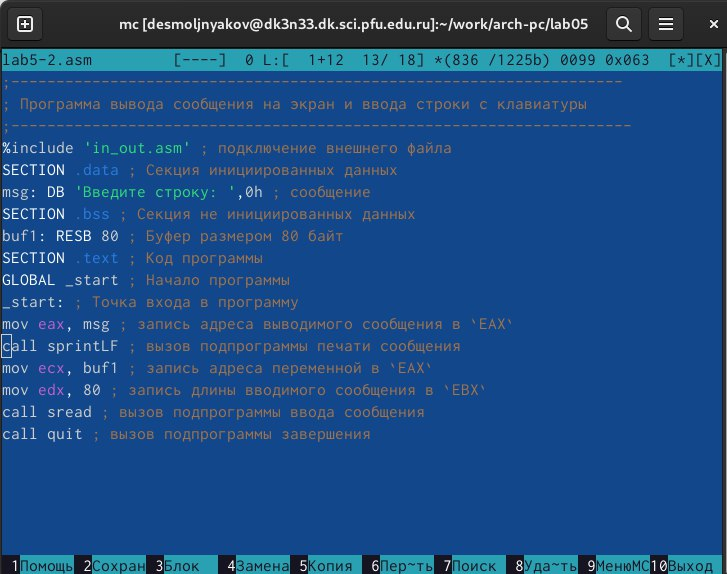 mc [desmoljnyakov@dk3n33.dk.sci.pfu.edu.ru]:~/work/arch-pc/lab05
lab5-2.asm [----] 0 L:[ 1+12 13/ 18] *(836 /1225b) 0099 0x063 [*][X]
;--------------------------------------------------------------------
; Программа вывода сообщения на экран и ввода строки с клавиатуры
;---------------------------------------------------------------------
%include 'in_out.asm' ; подключение внешнего файла
SECTION .data ; Секция инициированных данных
msg: DB 'Введите строку: ',0h ; сообщение
SECTION .bss ; Секция не инициированных данных
buf1: RESB 80 ; Буфер размером 80 байт
SECTION .text ; Код программы
GLOBAL _start ; Начало программы
_start: ; Точка входа в программу
mov eax, msg ; запись адреса выводимого сообщения в `EAX`
call sprintLF ; вызов подпрограммы печати сообщения
mov ecx, buf1 ; запись адреса переменной в `EAX`
mov edx, 80 ; запись длины вводимого сообщения в `EBX`
call sread ; вызов подпрограммы ввода сообщения
call quit ; вызов подпрограммы завершения
1Помощь 2Сохран 3Блок 4Замена 5Копия 6Пер~ть 7Поиск 8Уда~ть 9МенюMC 10Выход